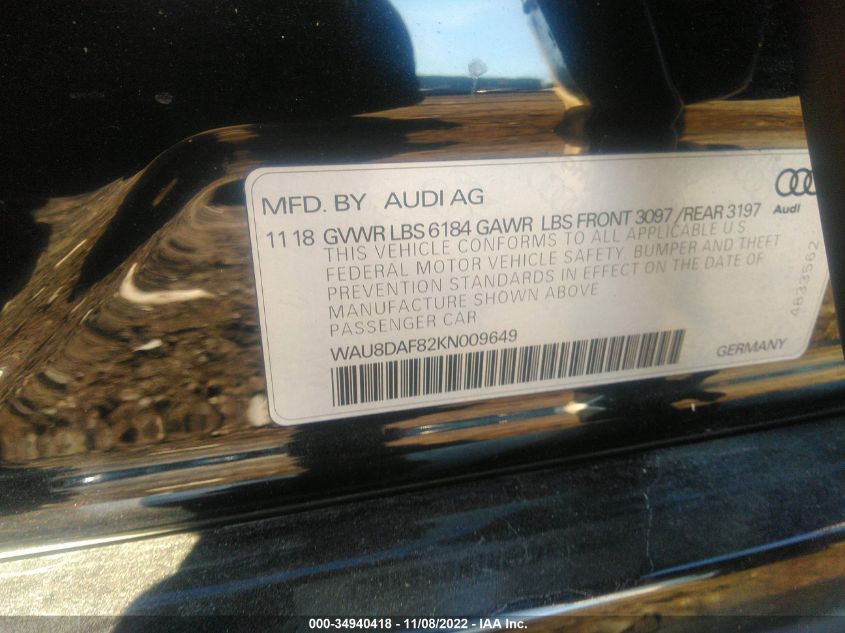 MFD. BY AUDI AG
11 18 GVWR LBS 6184 GAWR LBS FRONT 3097 /REAR 3197
THIS VEHICLE CONFORMS TO ALL APPLICABLE U S
FEDERAL MOTOR VEHICLE SAFETY, BUMPER AND THEFT
PREVENTION STANDARDS IN EFFECT ON THE DATE OF
MANUFACTURE SHOWN ABOVE
PASSENGER CAR
WAU8DAF82KN009649
GERMANY
Audi
4633562
000-34940418 - 11/08/2022 - IAA Inc.